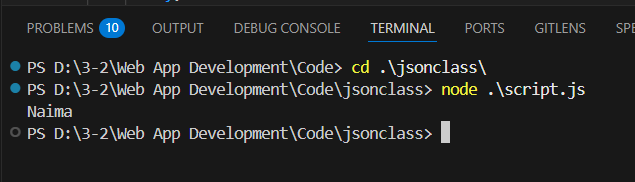 PROBLEMS 10 OUTPUT DEBUG CONSOLE TERMINAL PORTS GITLENS
PS D:\3-2\Web App Development\Code> cd .\jsonclass\
PS D:\3-2\Web App Development\Code\jsonclass> node .\script.js
Naima
PS D:\3-2\Web App Development\Code\jsonclass>